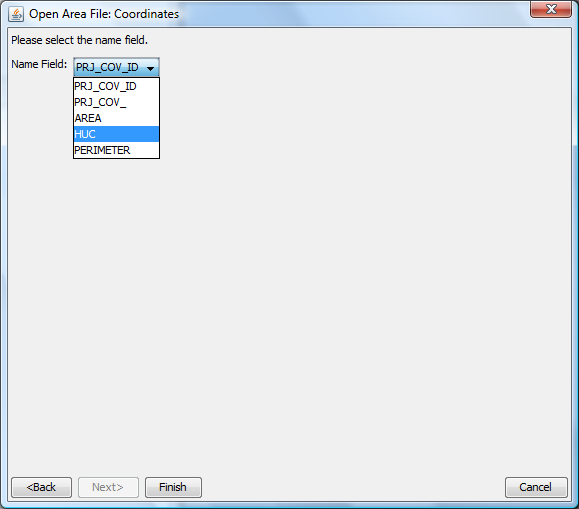 Open Area File: Coordinates
Please select the name field.
Name Field: PRJ_COV_ID
PRJ_COV_ID
PRJ_COV_
AREA
HUC
PERIMETER
<Back Next> Finish Cancel